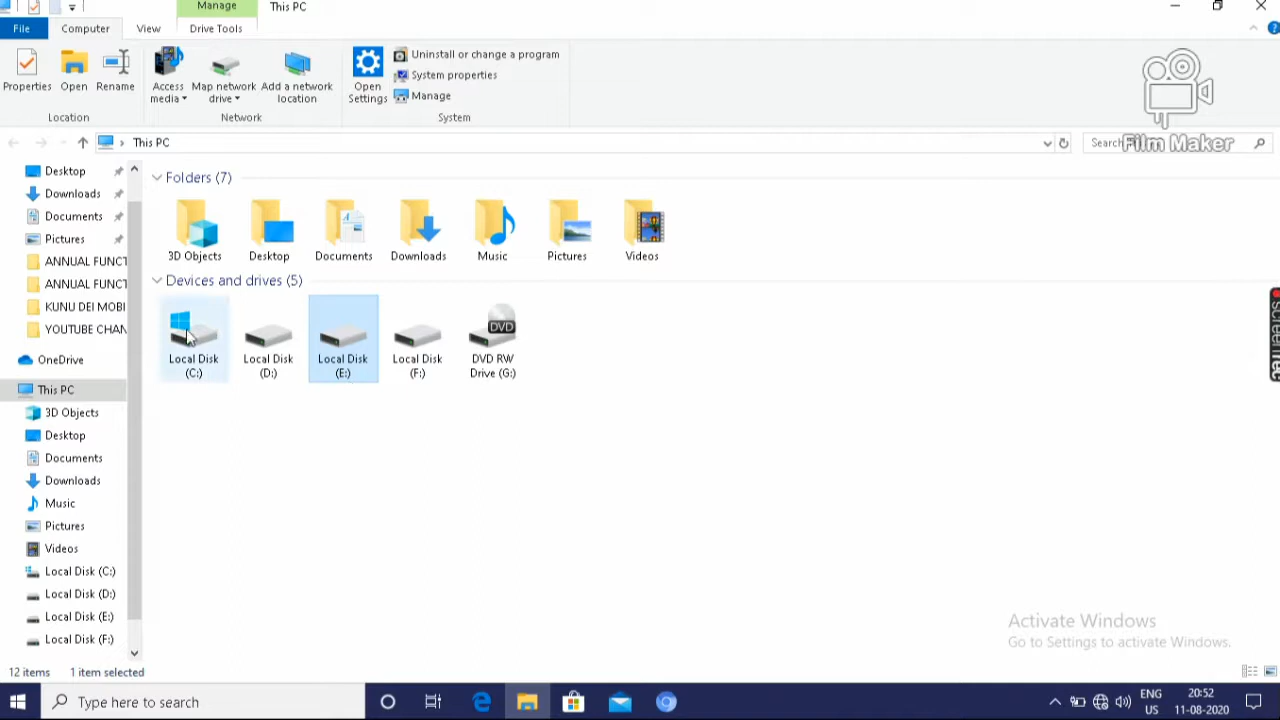 Manage
This PC
File
Computer
View
Drive Tools
Properties
Open
Rename
Access media
Map network drive
Add a network location
Open Settings
Uninstall or change a program
System properties
Manage
Location
Network
System
This PC
Search
Film Maker
Desktop
Downloads
Documents
Pictures
ANNUAL FUNCT
ANNUAL FUNCT
KUNU DEI MOBI
YOUTUBE CHAN
OneDrive
This PC
3D Objects
Desktop
Documents
Downloads
Music
Pictures
Videos
Local Disk (C:)
Local Disk (D:)
Local Disk (E:)
Local Disk (F:)
Folders (7)
3D Objects
Desktop
Documents
Downloads
Music
Pictures
Videos
Devices and drives (5)
Local Disk
(C:)
Local Disk
(D:)
Local Disk
(E:)
Local Disk
(F:)
DVD
DVD RW
Drive (G:)
Activate Windows
Go to Settings to activate Windows.
12 items
1 item selected
Type here to search
ENG
US
20:52
11-08-2020